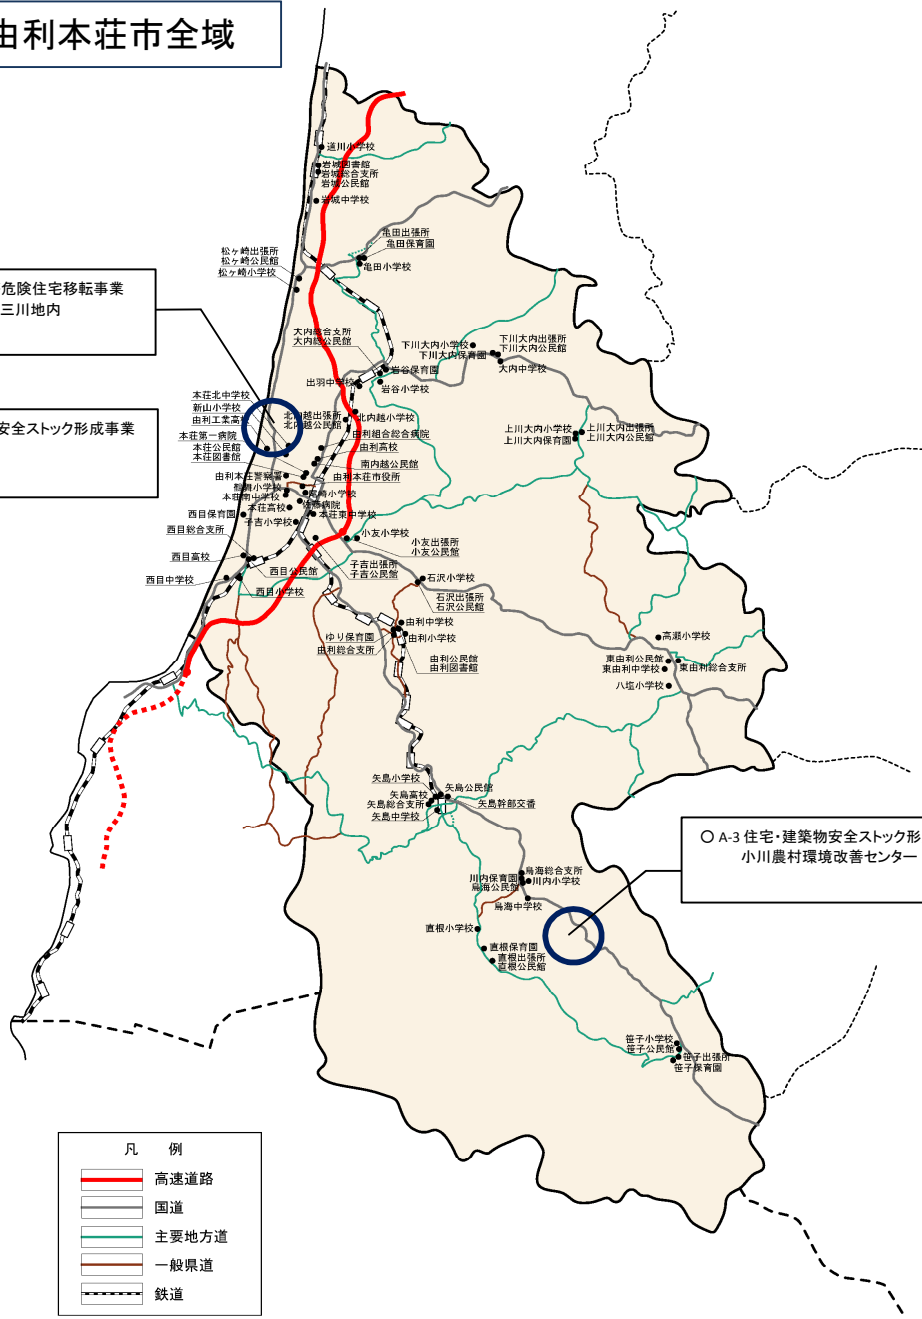 由利本荘市全域
道川小学校
岩城図書館
岩城総合支所
岩城公民館
岩城中学校
亀田出張所
亀田保育園
亀田小学校
松ヶ崎出張所
松ヶ崎公民館
松ヶ崎小学校
危険住宅移転事業
三川地内
大内総合支所
大内総公民館
下川大内小学校
下川大内保育園
下川大内出張所
下川大内公民館
大内中学校
岩谷保育園
出羽中学校
岩谷小学校
本荘北中学校
新山小学校
由利工業高校
北内越出張所
北内越公民館
北内越小学校
安全ストック形成事業
本荘第一病院
本荘公民館
本荘図書館
由利組合総合病院
由利高校
南内越公民館
上川大内小学校
上川大内保育園
上川大内出張所
上川大内公民館
由利本荘警察署
由利本荘市役所
鶴舞小学校
尾崎小学校
本荘南中学校
佐藤病院
本荘高校
本荘東中学校
西目保育園
子吉小学校
西目総合支所
小友小学校
小友出張所
小友公民館
西目高校
西目公民館
子吉出張所
子吉公民館
西目中学校
西目小学校
石沢小学校
石沢出張所
石沢公民館
由利中学校
ゆり保育園
由利小学校
由利総合支所
由利公民館
由利図書館
高瀬小学校
東由利公民館
東由利総合支所
東由利中学校
八塩小学校
矢島小学校
矢島公民館
矢島高校
矢島総合支所
矢島幹部交番
矢島中学校
○ A-3 住宅・建築物安全ストック形
小川農村環境改善センター
鳥海総合支所
川内保育園
川内小学校
鳥海公民館
鳥海中学校
直根小学校
直根保育園
直根出張所
直根公民館
笹子小学校
笹子公民館
笹子出張所
笹子保育園
凡 例
高速道路
国道
主要地方道
一般県道
鉄道